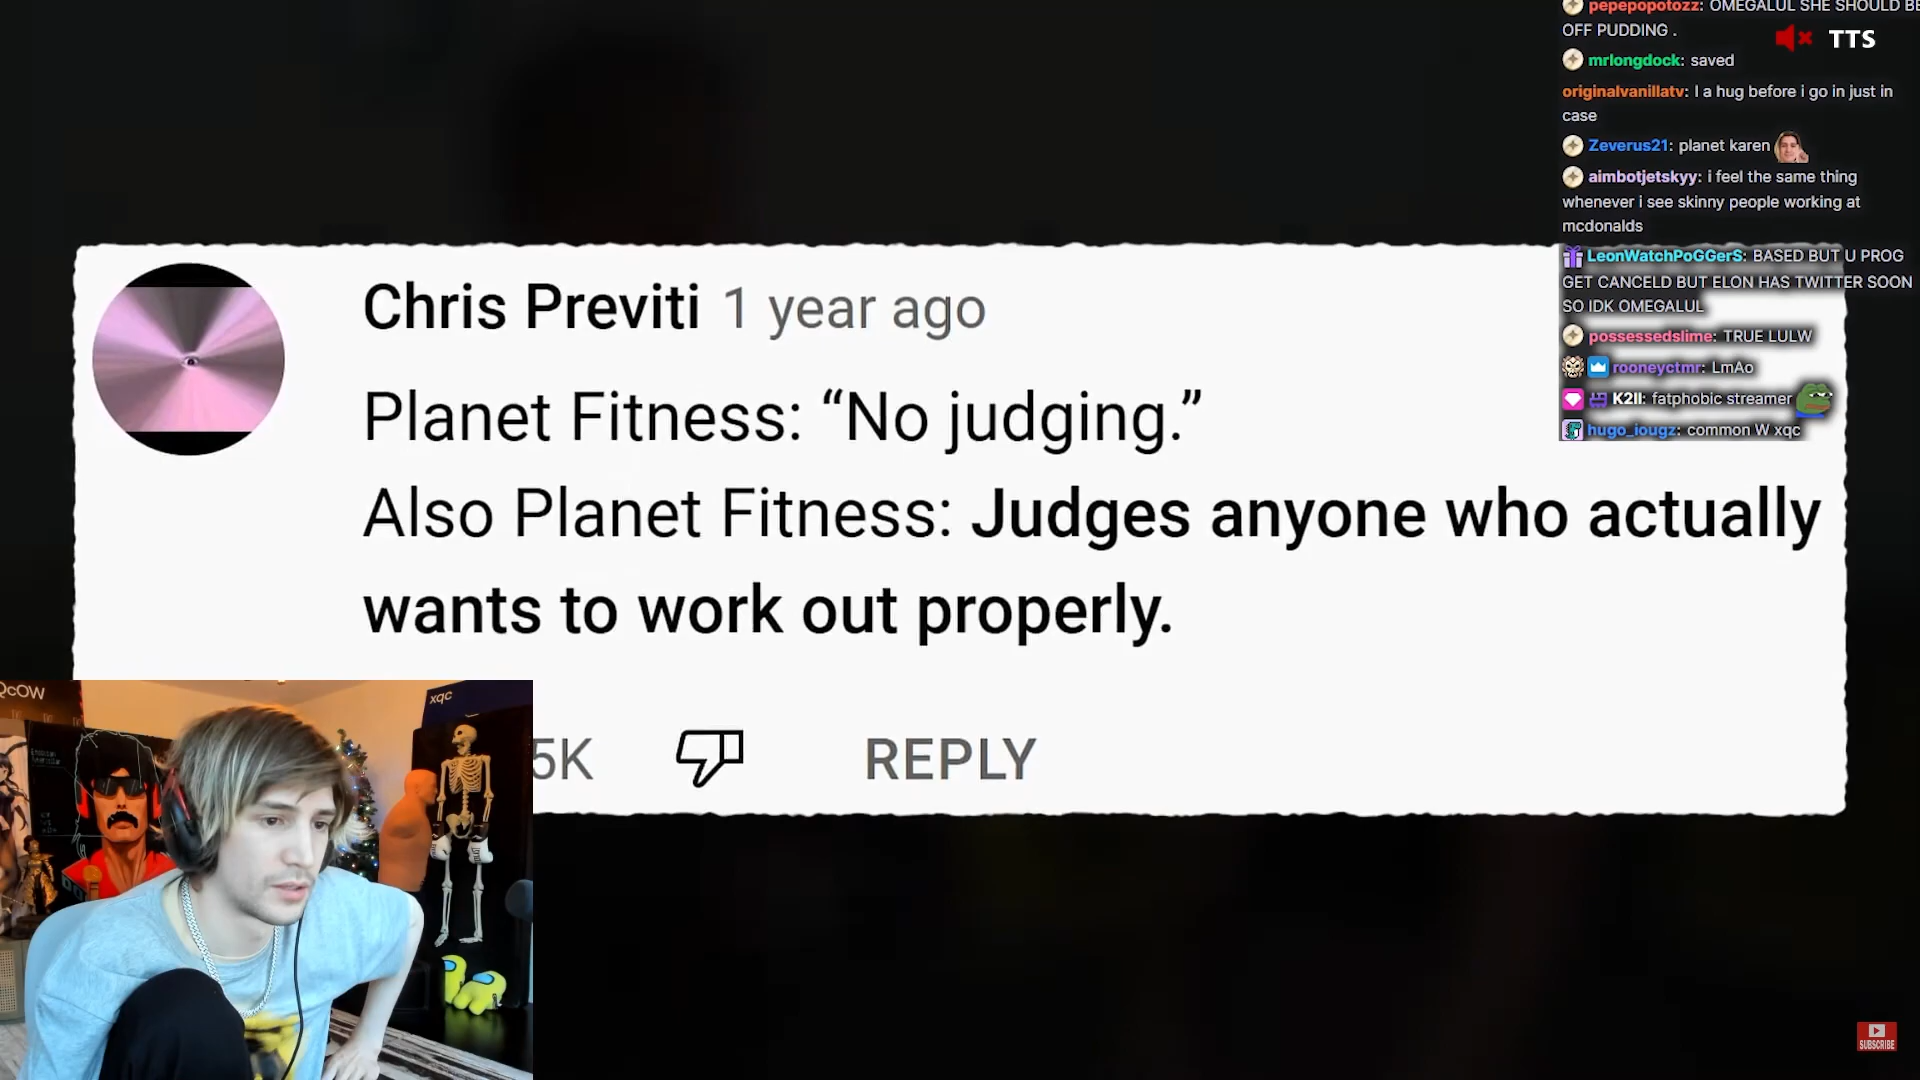 pepepopotozz: OMEGALUL SHE SHOULD BE
OFF PUDDING .
TTS
mrlongdock: saved
originalvanillatv: I a hug before i go in just in
case
Zeverus21: planet karen
aimbotjetskyy: i feel the same thing
whenever i see skinny people working at
mcdonalds
LeonWatchPoGGerS: BASED BUT U PROG
GET CANCELD BUT ELON HAS TWITTER SOON
SO IDK OMEGALUL
possessedslime: TRUE LULW
rooneyctmr: LmAo
K2II: fatphobic streamer
hugo_iougz: common W xqc
Chris Previti 1 year ago
Planet Fitness: “No judging.”
Also Planet Fitness: Judges anyone who actually
wants to work out properly.
5K
REPLY
QcOW
xqc
SUBSCRIBE